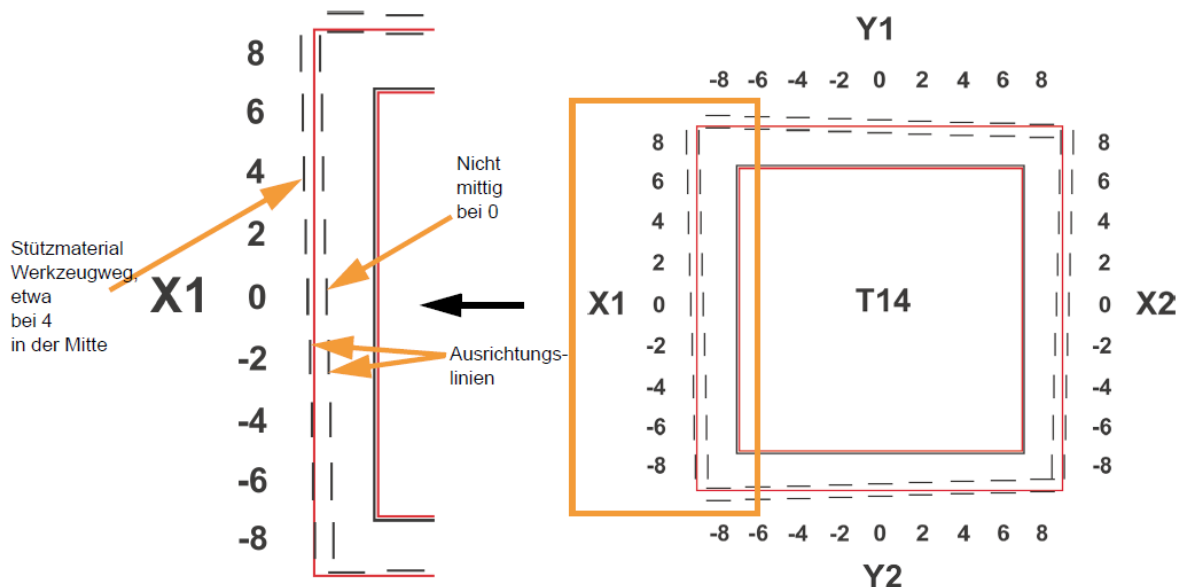 8
6
4
2
X1 0
-2
-4
-6
-8
Stützmaterial
Werkzeugweg,
etwa
bei 4
in der Mitte
Nicht
mittig
bei 0
Ausrichtungs-
linien
Y1
-8 -6 -4 -2 0 2 4 6 8
8
6
4
2
X1 0
-2
-4
-6
-8
T14
8
6
4
2
0 X2
-2
-4
-6
-8
-8 -6 -4 -2 0 2 4 6 8
Y2